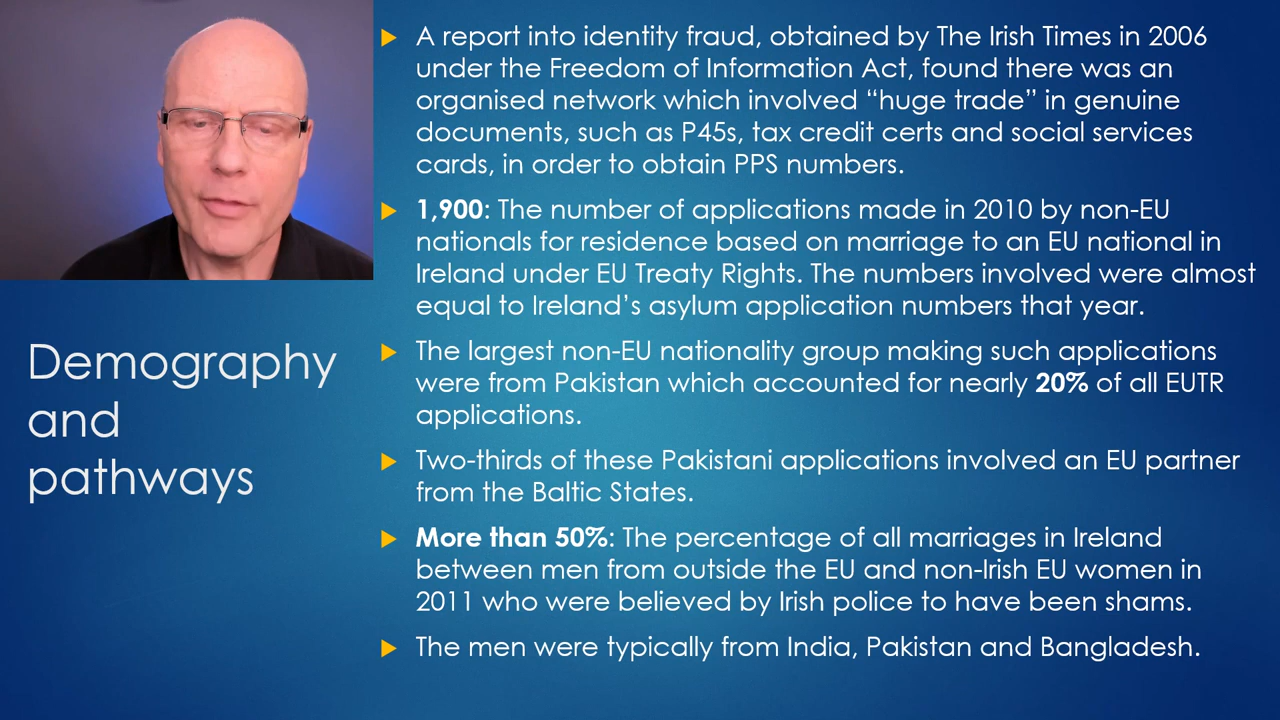 A report into identity fraud, obtained by The Irish Times in 2006
under the Freedom of Information Act, found there was an
organised network which involved “huge trade” in genuine
documents, such as P45s, tax credit certs and social services
cards, in order to obtain PPS numbers.
1,900: The number of applications made in 2010 by non-EU
nationals for residence based on marriage to an EU national in
Ireland under EU Treaty Rights. The numbers involved were almost
equal to Ireland’s asylum application numbers that year.
The largest non-EU nationality group making such applications
were from Pakistan which accounted for nearly 20% of all EUTR
applications.
Two-thirds of these Pakistani applications involved an EU partner
from the Baltic States.
More than 50%: The percentage of all marriages in Ireland
between men from outside the EU and non-Irish EU women in
2011 who were believed by Irish police to have been shams.
The men were typically from India, Pakistan and Bangladesh.
Demography
and
pathways